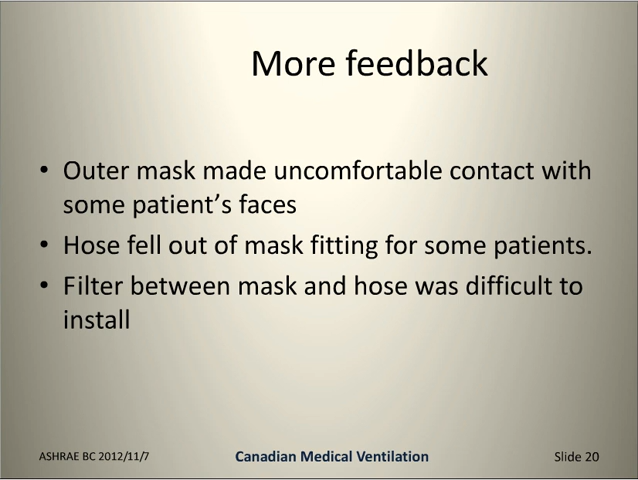 More feedback
• Outer mask made uncomfortable contact with
some patient’s faces
• Hose fell out of mask fitting for some patients.
• Filter between mask and hose was difficult to
install
ASHRAE BC 2012/11/7
Canadian Medical Ventilation
Slide 20